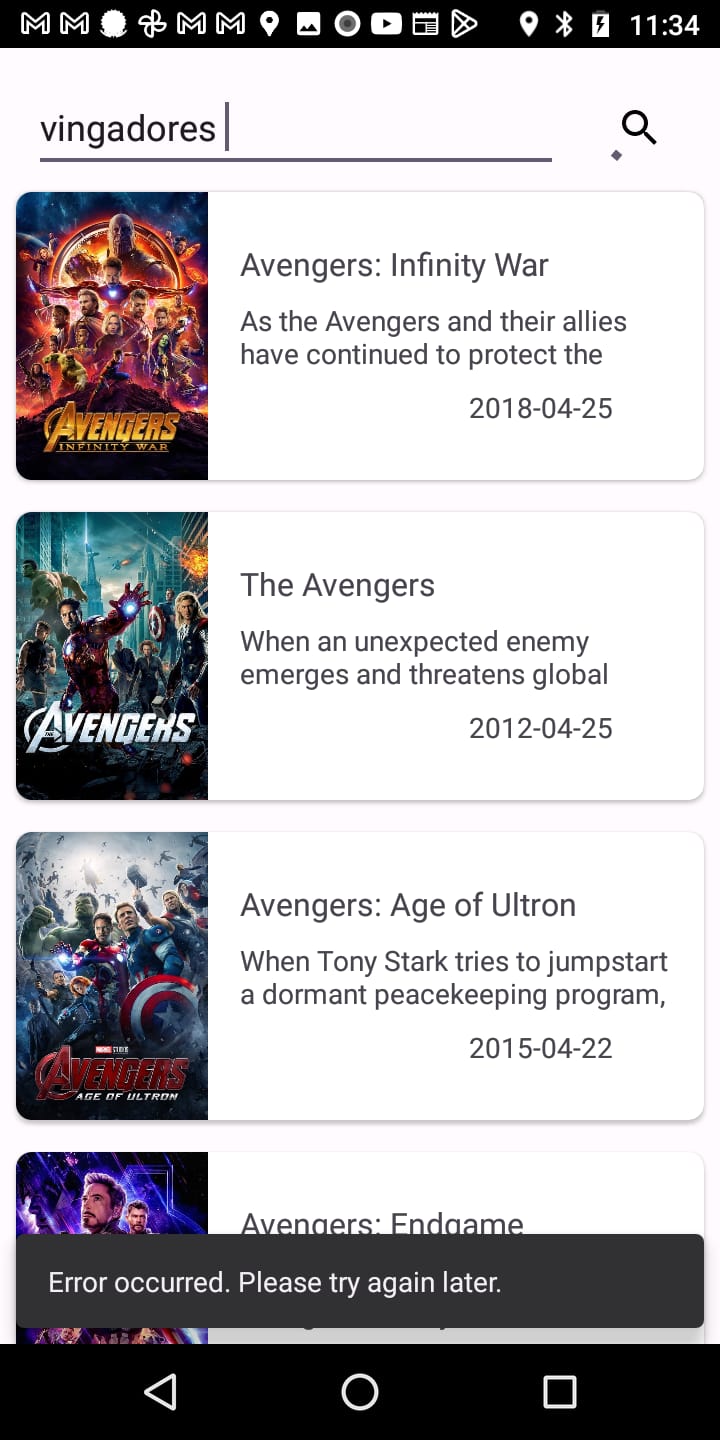 11:34
vingadores
Avengers: Infinity War
As the Avengers and their allies
have continued to protect the
2018-04-25
AVENGERS
INFINITY WAR
The Avengers
When an unexpected enemy
emerges and threatens global
2012-04-25
THE AVENGERS
Avengers: Age of Ultron
When Tony Stark tries to jumpstart
a dormant peacekeeping program,
2015-04-22
MARVEL STUDIOS
AVENGERS
AGE OF ULTRON
Avengers: Endgame
Error occurred. Please try again later.